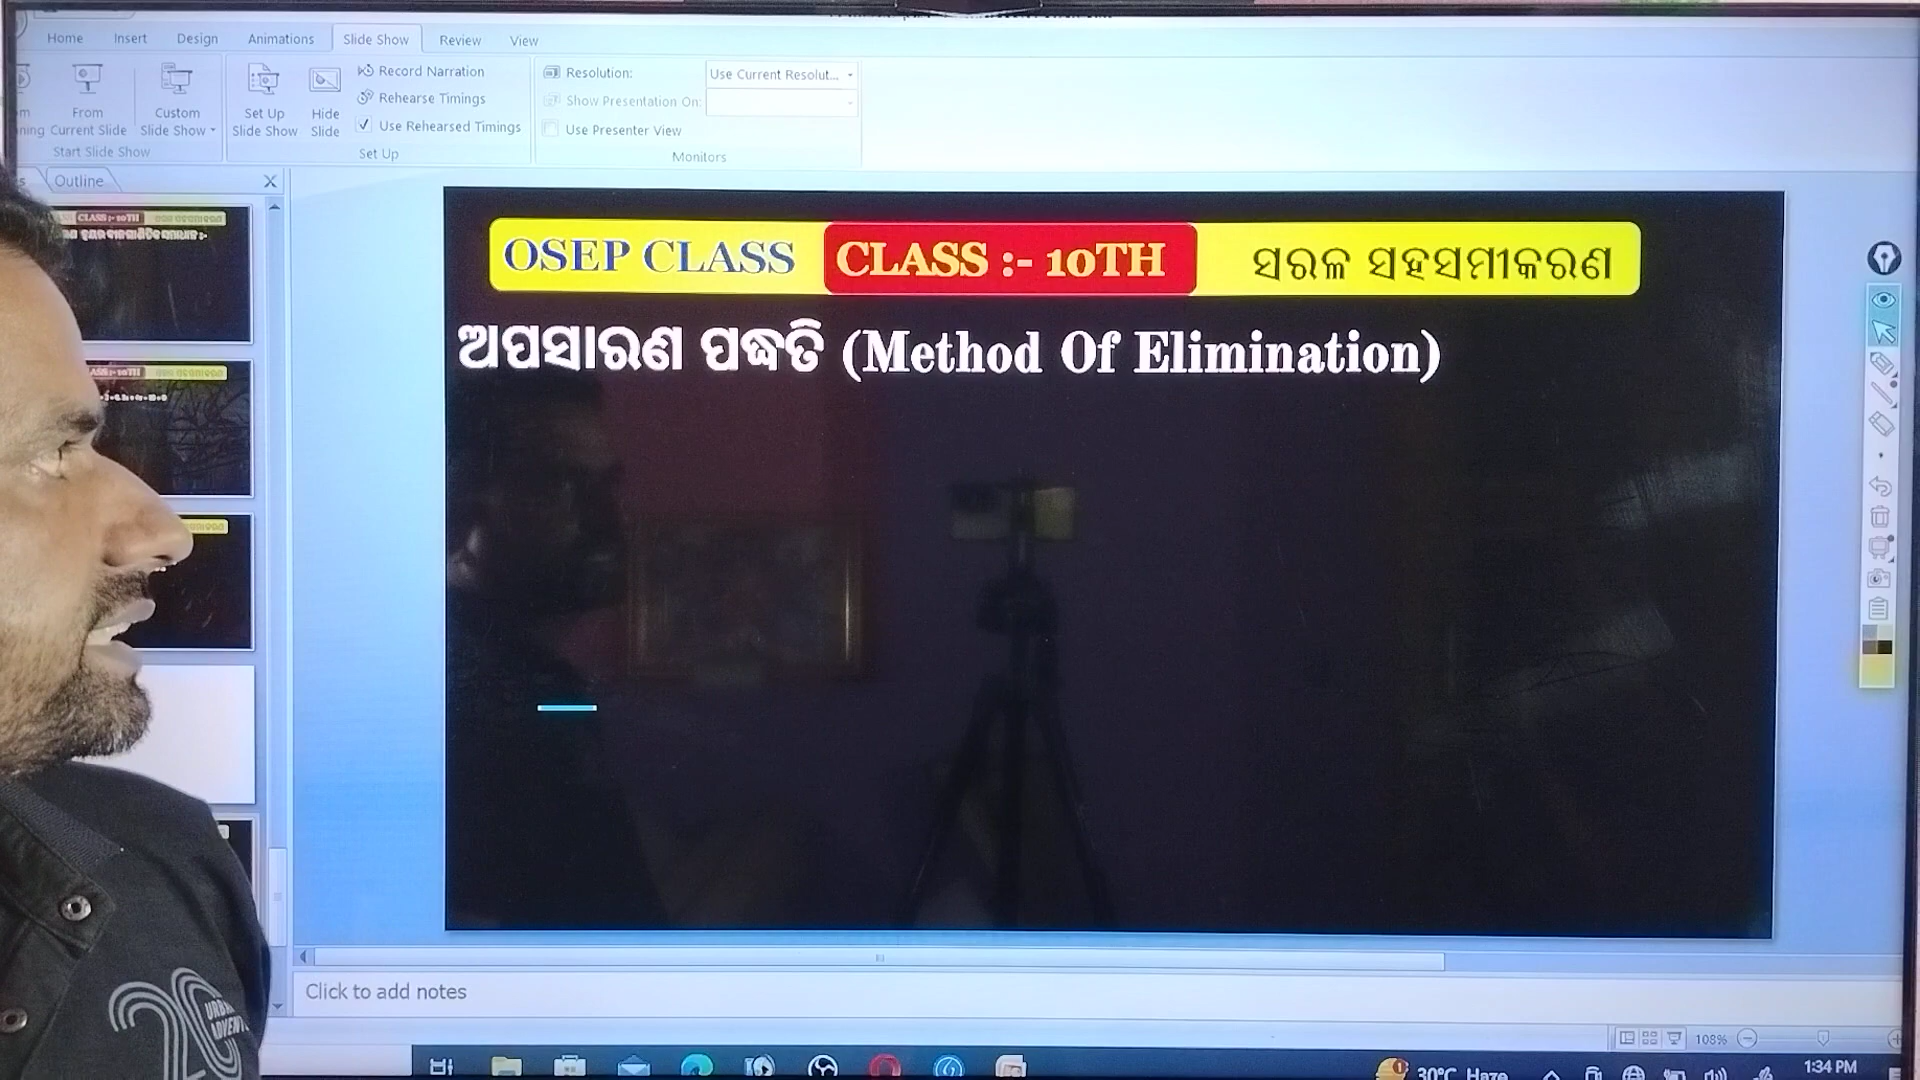 Home Insert Design Animations Slide Show Review View
From Current Slide
Custom Slide Show
Start Slide Show
Set Up Slide Show
Hide Slide
Record Narration
Rehearse Timings
Use Rehearsed Timings
Set Up
Resolution: Use Current Resolut...
Show Presentation On:
Use Presenter View
Monitors
Outline
OSEP CLASS CLASS :- 10TH ସରଳ ସହସମୀକରଣ
ଅପସାରଣ ପଦ୍ଧତି (Method Of Elimination)
CLASS :- 10TH
Click to add notes
108%
30°C Haze
1:34 PM